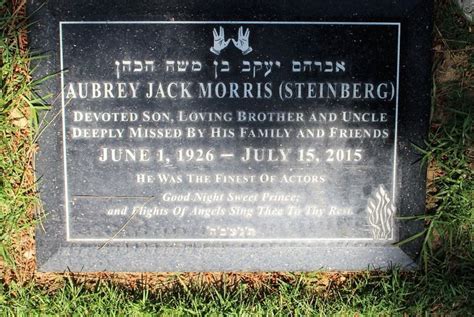 אברהם יעקב בן משה הכהן
AUBREY JACK MORRIS (STEINBERG)
DEVOTED SON, LOVING BROTHER AND UNCLE
DEEPLY MISSED BY HIS FAMILY AND FRIENDS
JUNE 1, 1926 – JULY 15, 2015
HE WAS THE FINEST OF ACTORS
Good Night Sweet Prince;
and Flights Of Angels Sing Thee To Thy Rest.
ת'נ'צ'ב'ה'